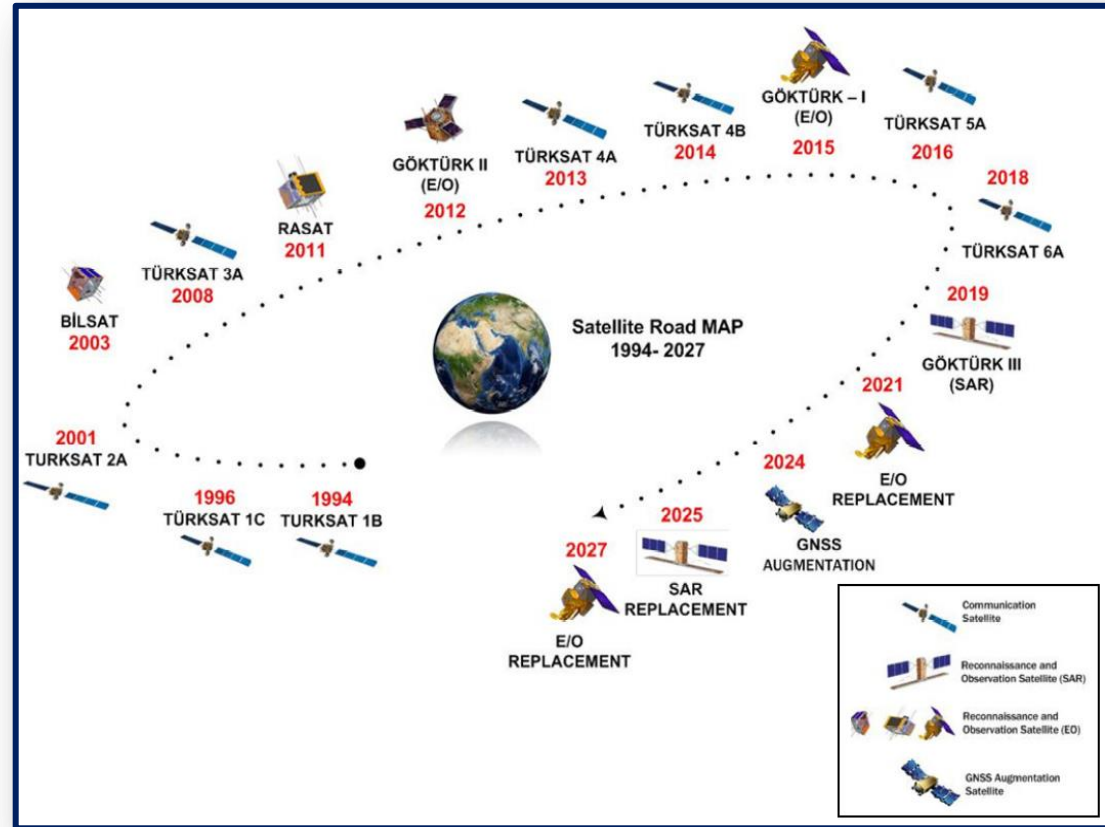 Satellite Road MAP
1994- 2027
1994
TURKSAT 1B
1996
TÜRKSAT 1C
2001
TURKSAT 2A
BİLSAT
2003
TÜRKSAT 3A
2008
RASAT
2011
GÖKTÜRK II
(E/O)
2012
TÜRKSAT 4A
2013
TÜRKSAT 4B
2014
GÖKTÜRK – I
(E/O)
2015
TÜRKSAT 5A
2016
2018
TÜRKSAT 6A
2019
GÖKTÜRK III
(SAR)
2021
E/O
REPLACEMENT
2024
GNSS
AUGMENTATION
2025
SAR
REPLACEMENT
2027
E/O
REPLACEMENT
Communication
Satellite
Reconnaissance and
Observation Satellite (SAR)
Reconnaissance and
Observation Satellite (EO)
GNSS Augmentation
Satellite